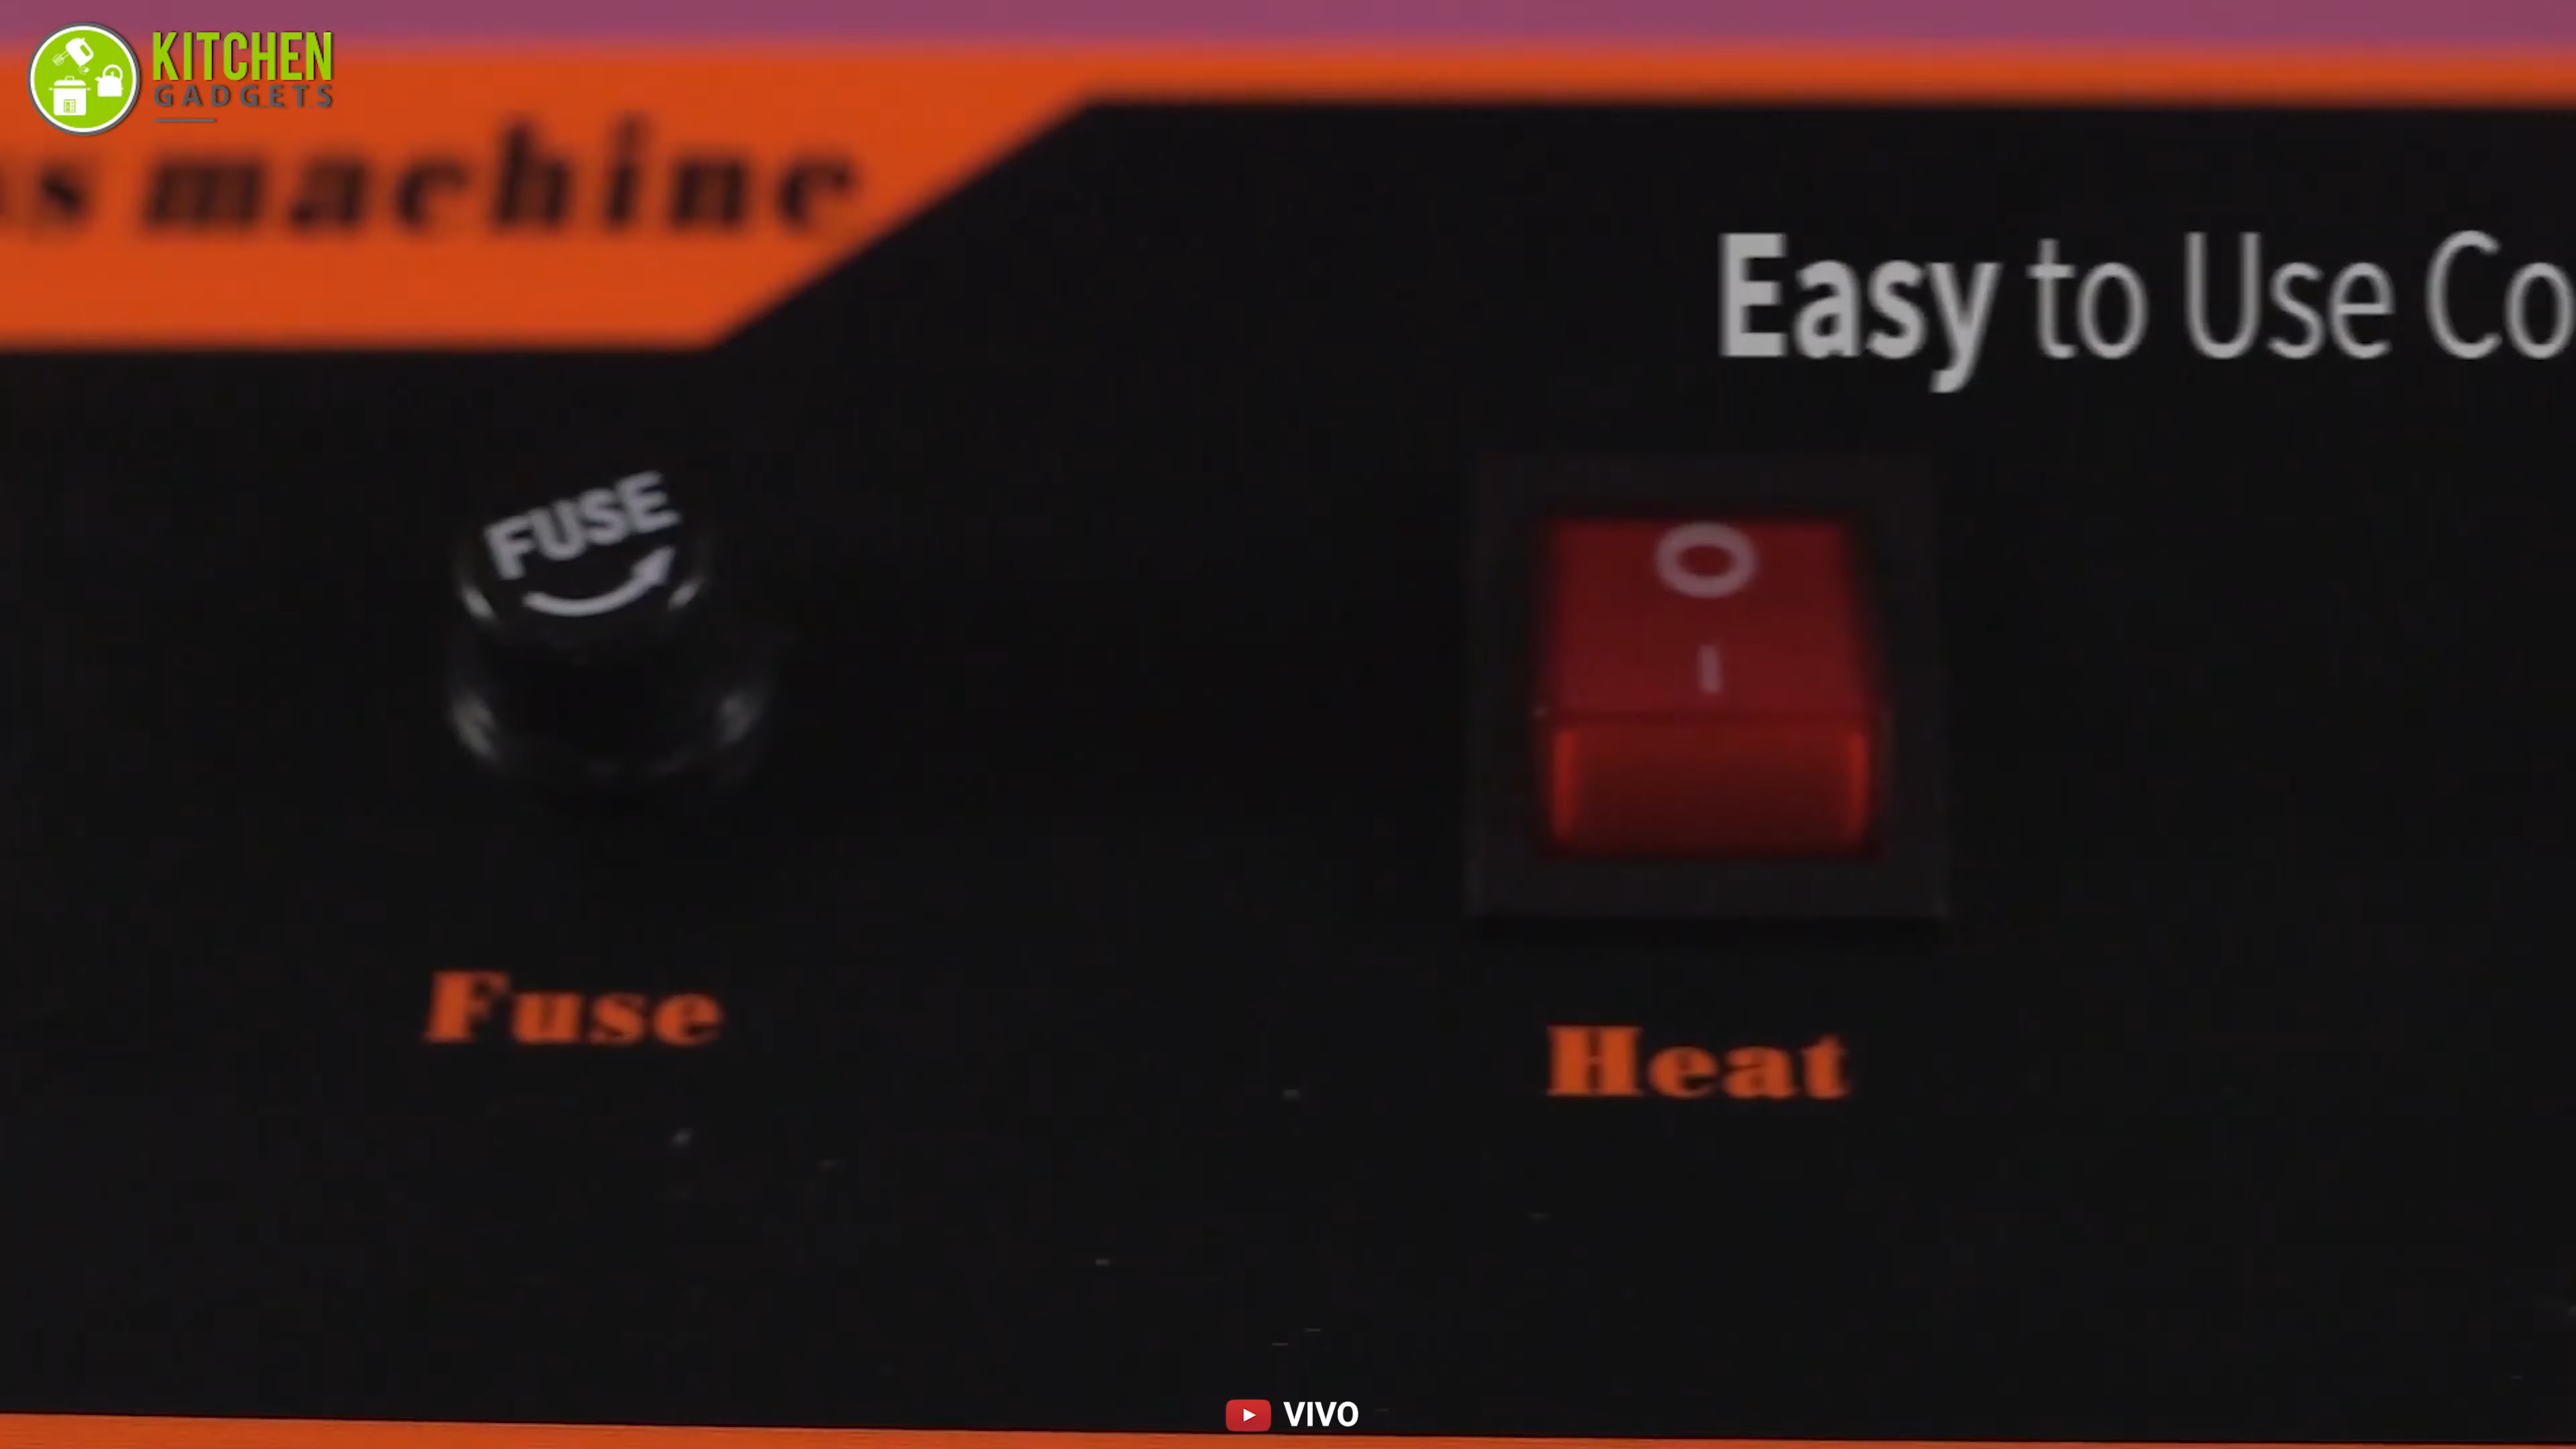 KITCHEN
GADGETS
machine
Easy to Use Co
FUSE
O
I
Fuse
Heat
VIVO